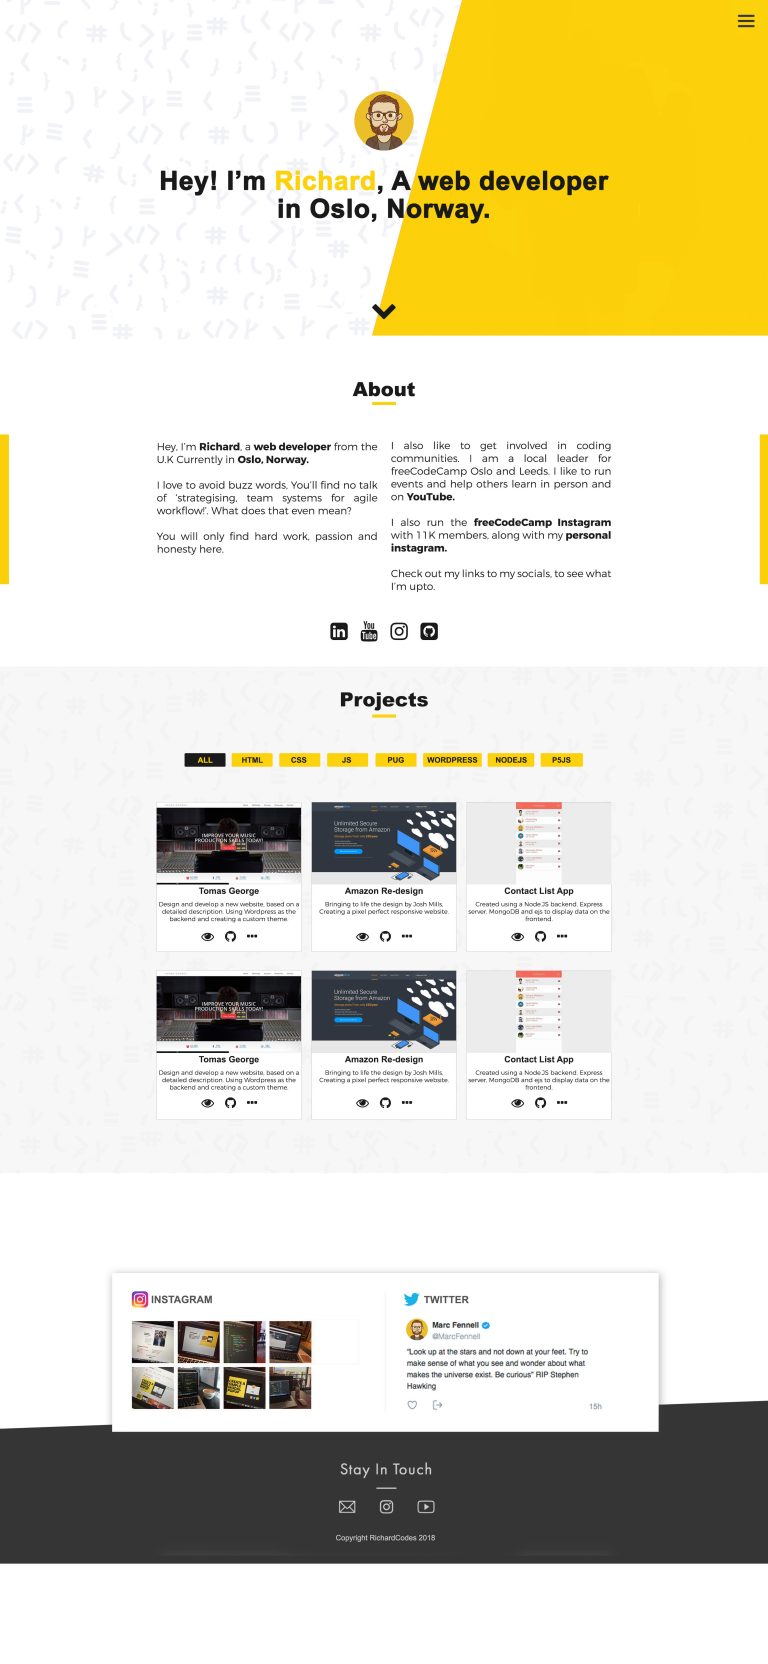 Hey! I’m Richard, A web developer
in Oslo, Norway.
About
Hey, I’m Richard, a web developer from the
U.K Currently in Oslo, Norway.
I love to avoid buzz words, You’ll find no talk
of ‘strategising, team systems for agile
workflow!’. What does that even mean?
You will only find hard work, passion and
honesty here.
I also like to get involved in coding
communities. I am a local leader for
freeCodeCamp Oslo and Leeds. I like to run
events and help others learn in person and
on YouTube.
I also run the freeCodeCamp Instagram
with 11K members, along with my personal
instagram.
Check out my links to my socials, to see what
I’m upto.
in
You
Tube
Projects
ALL HTML CSS JS PUG WORDPRESS NODEJS P5JS
IMPROVE YOUR MUSIC
PRODUCTION SKILLS TODAY!
Tomas George
Design and develop a new website, based on a
detailed description. Using Wordpress as the
backend and creating a custom theme.
Unlimited Secure
Storage from Amazon
Amazon Re-design
Bringing to life the design by Josh Mills,
Creating a pixel perfect responsive website.
Contact List App
Created using a NodeJS backend. Express
server, MongoDB and ejs to display data on the
frontend.
IMPROVE YOUR MUSIC
PRODUCTION SKILLS TODAY!
Tomas George
Design and develop a new website, based on a
detailed description. Using Wordpress as the
backend and creating a custom theme.
Unlimited Secure
Storage from Amazon
Amazon Re-design
Bringing to life the design by Josh Mills,
Creating a pixel perfect responsive website.
Contact List App
Created using a NodeJS backend. Express
server, MongoDB and ejs to display data on the
frontend.
INSTAGRAM
TWITTER
Marc Fennell
@MarcFennell
“Look up at the stars and not down at your feet. Try to
make sense of what you see and wonder about what
makes the universe exist. Be curious” RIP Stephen
Hawking
15h
Stay In Touch
Copyright RichardCodes 2018